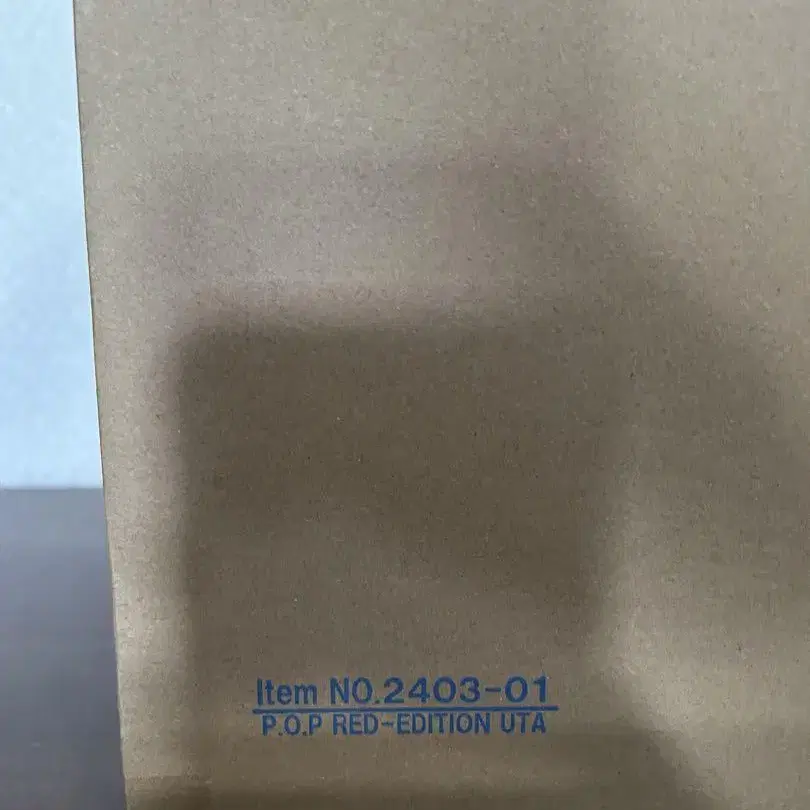 Item NO.2403-01
P.O.P RED-EDITION UTA